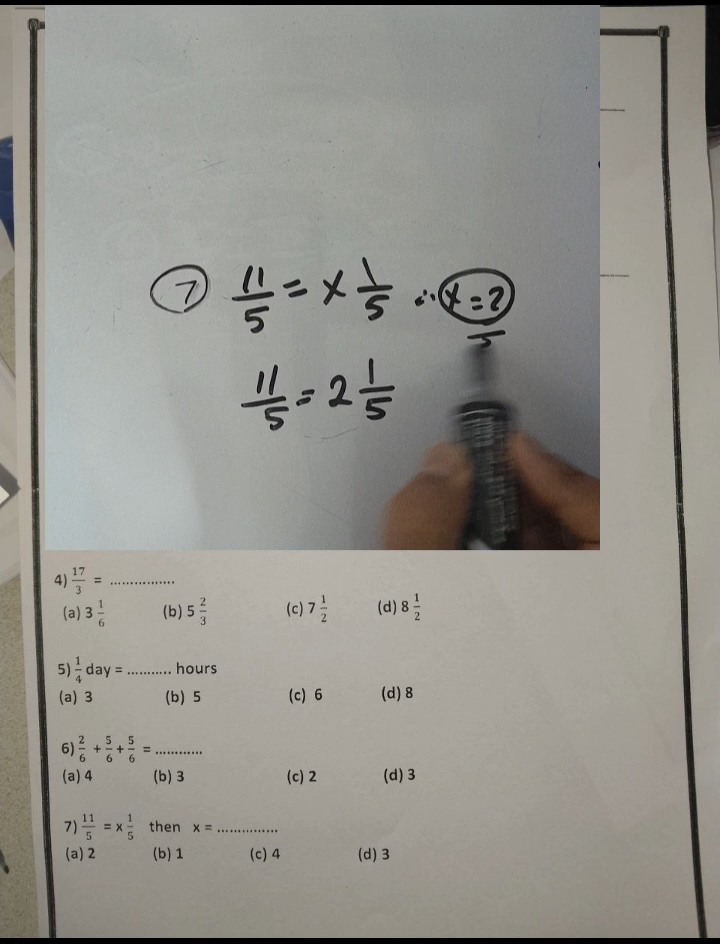 ⑦ 11/5 = x 1/5 ∴ x = 2
11/5 = 2 1/5
4) 17/3 = ................
(a) 3 1/6 (b) 5 2/3 (c) 7 1/2 (d) 8 1/2
5) 1/4 day = ........... hours
(a) 3 (b) 5 (c) 6 (d) 8
6) 2/6 + 5/6 + 5/6 = ............
(a) 4 (b) 3 (c) 2 (d) 3
7) 11/5 = x 1/5 then x = ...............
(a) 2 (b) 1 (c) 4 (d) 3